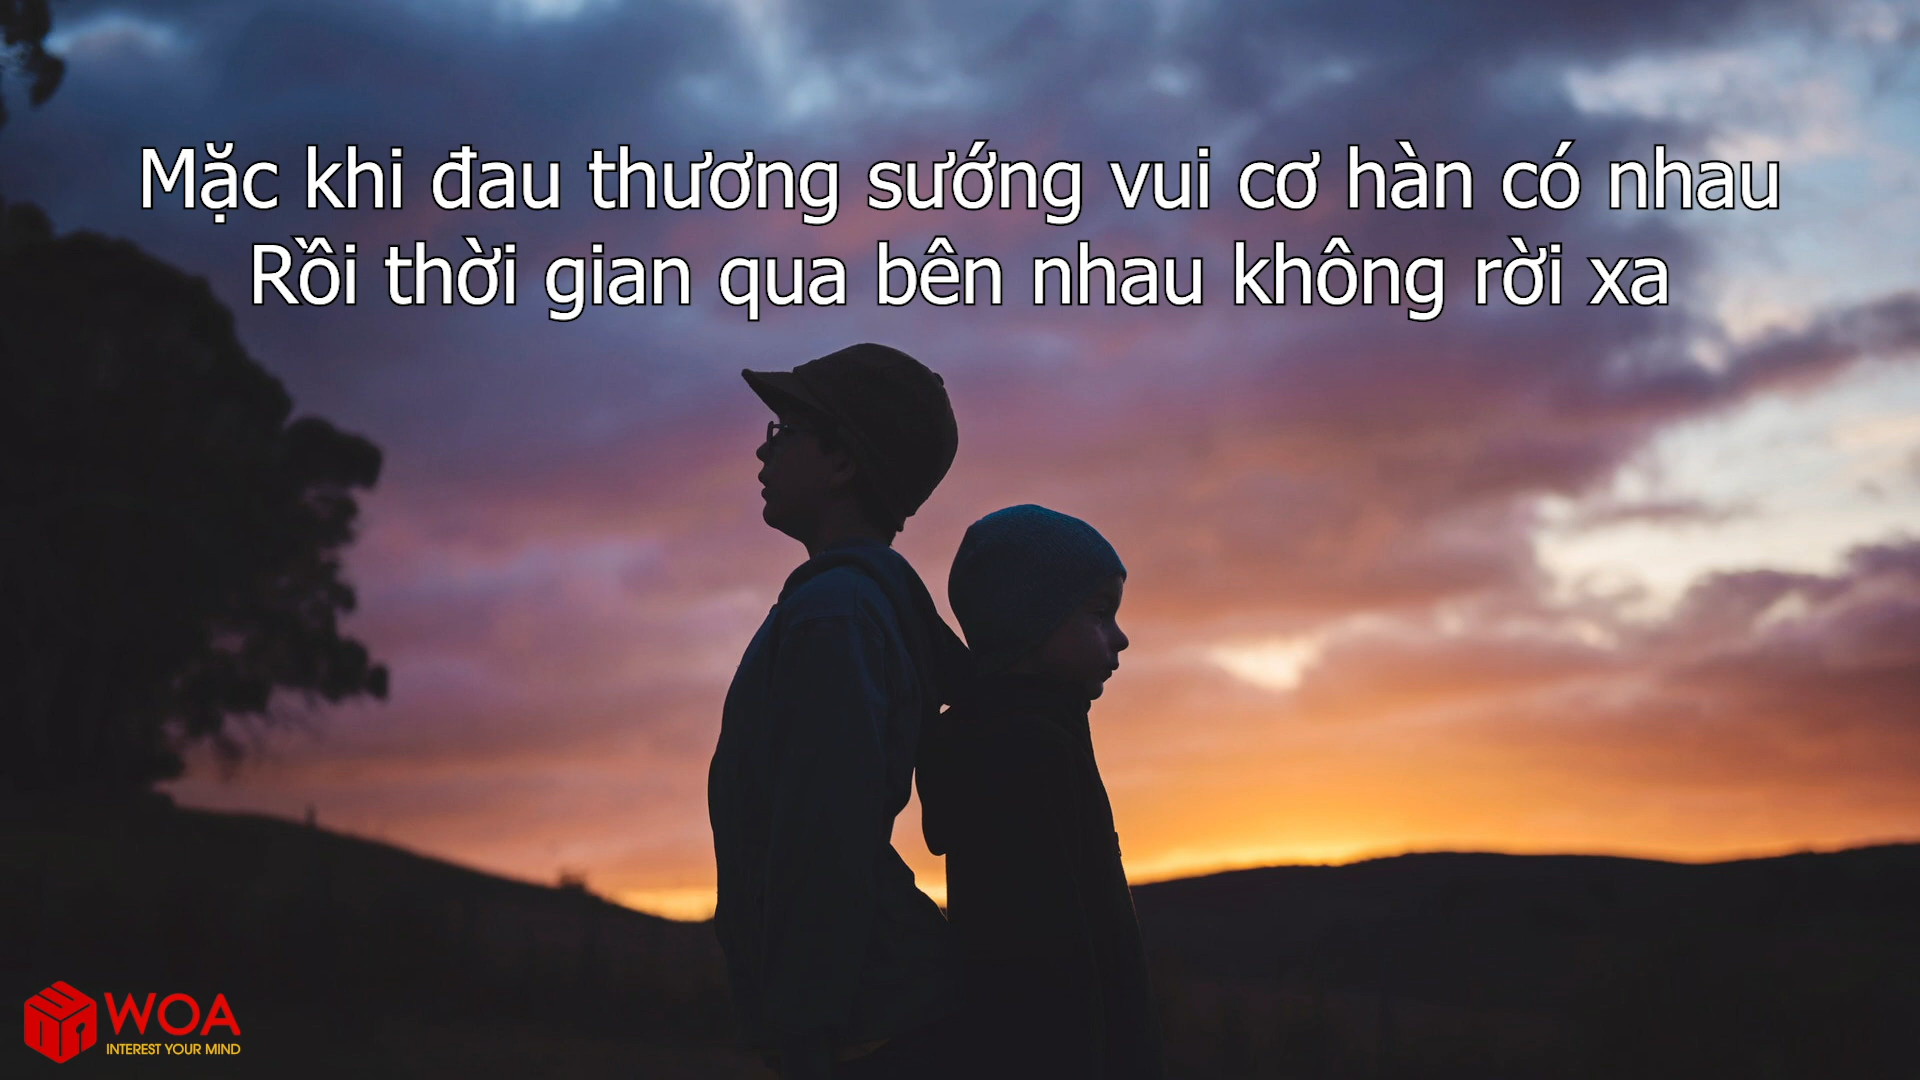 Mặc khi đau thương sướng vui cơ hàn có nhau
Rồi thời gian qua bên nhau không rời xa
WOA
INTEREST YOUR MIND